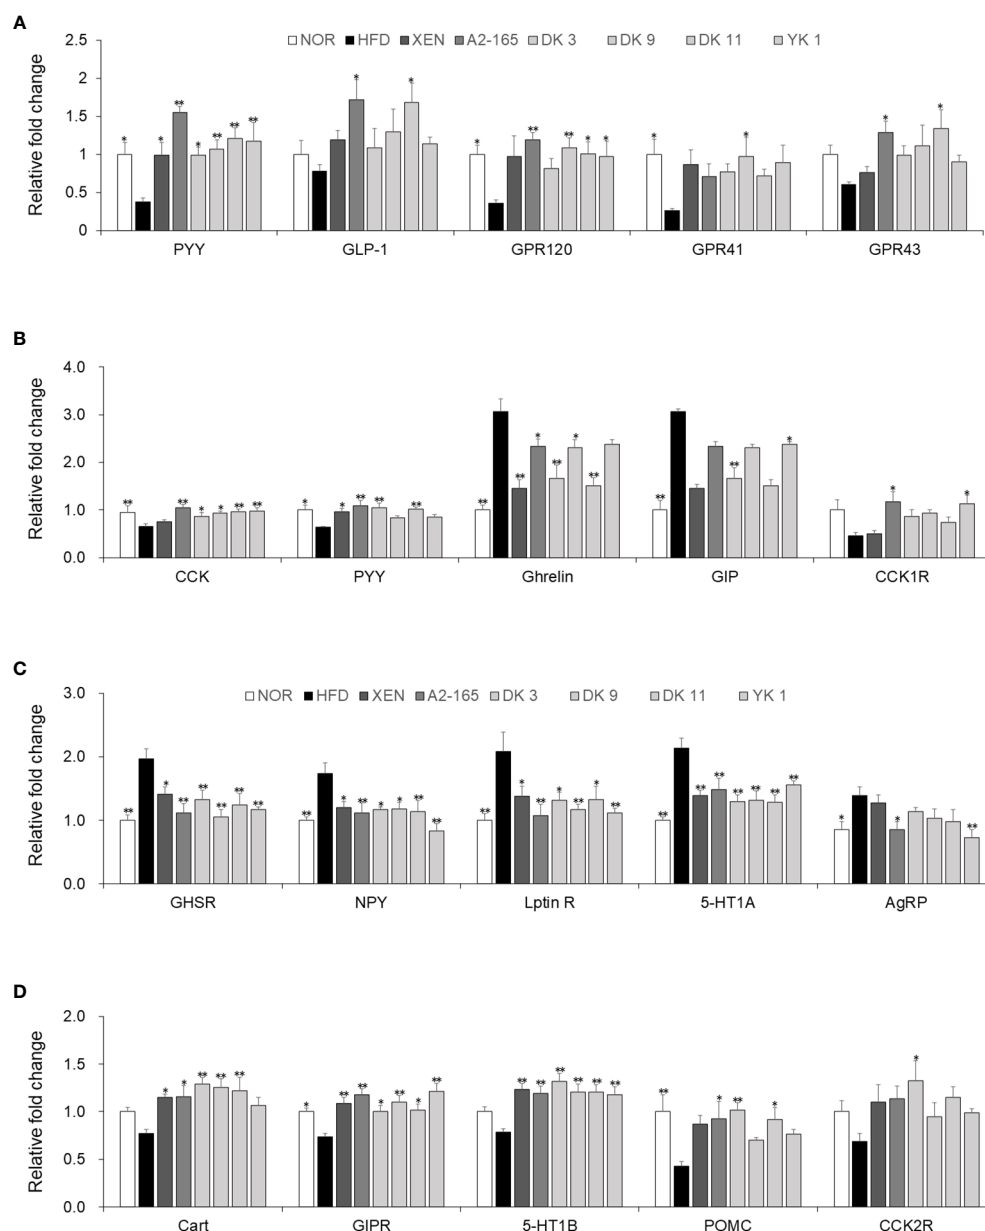 A
Relative fold change
2.5
2
1.5
1
0.5
0
NOR HFD XEN A2-165 DK 3 DK 9 DK 11 YK 1
* * ** * * ** ** * * * ** ** * * * * * *
PYY GLP-1 GPR120 GPR41 GPR43
B
Relative fold change
4.0
3.0
2.0
1.0
0.0
** ** * * ** ** * * ** ** ** ** * ** * ** ** ** * * *
CCK PYY Ghrelin GIP CCK1R
C
Relative fold change
3.0
2.0
1.0
0.0
NOR HFD XEN A2-165 DK 3 DK 9 DK 11 YK 1
** * ** ** ** ** * ** * ** * * ** ** ** * ** * ** * ** ** ** ** ** ** ** ** * * **
GHSR NPY Lptin R 5-HT1A AgRP
D
Relative fold change
2.0
1.5
1.0
0.5
0.0
* * ** ** ** * ** ** * ** * ** ** ** ** ** ** ** ** * ** * *
Cart GIPR 5-HT1B POMC CCK2R